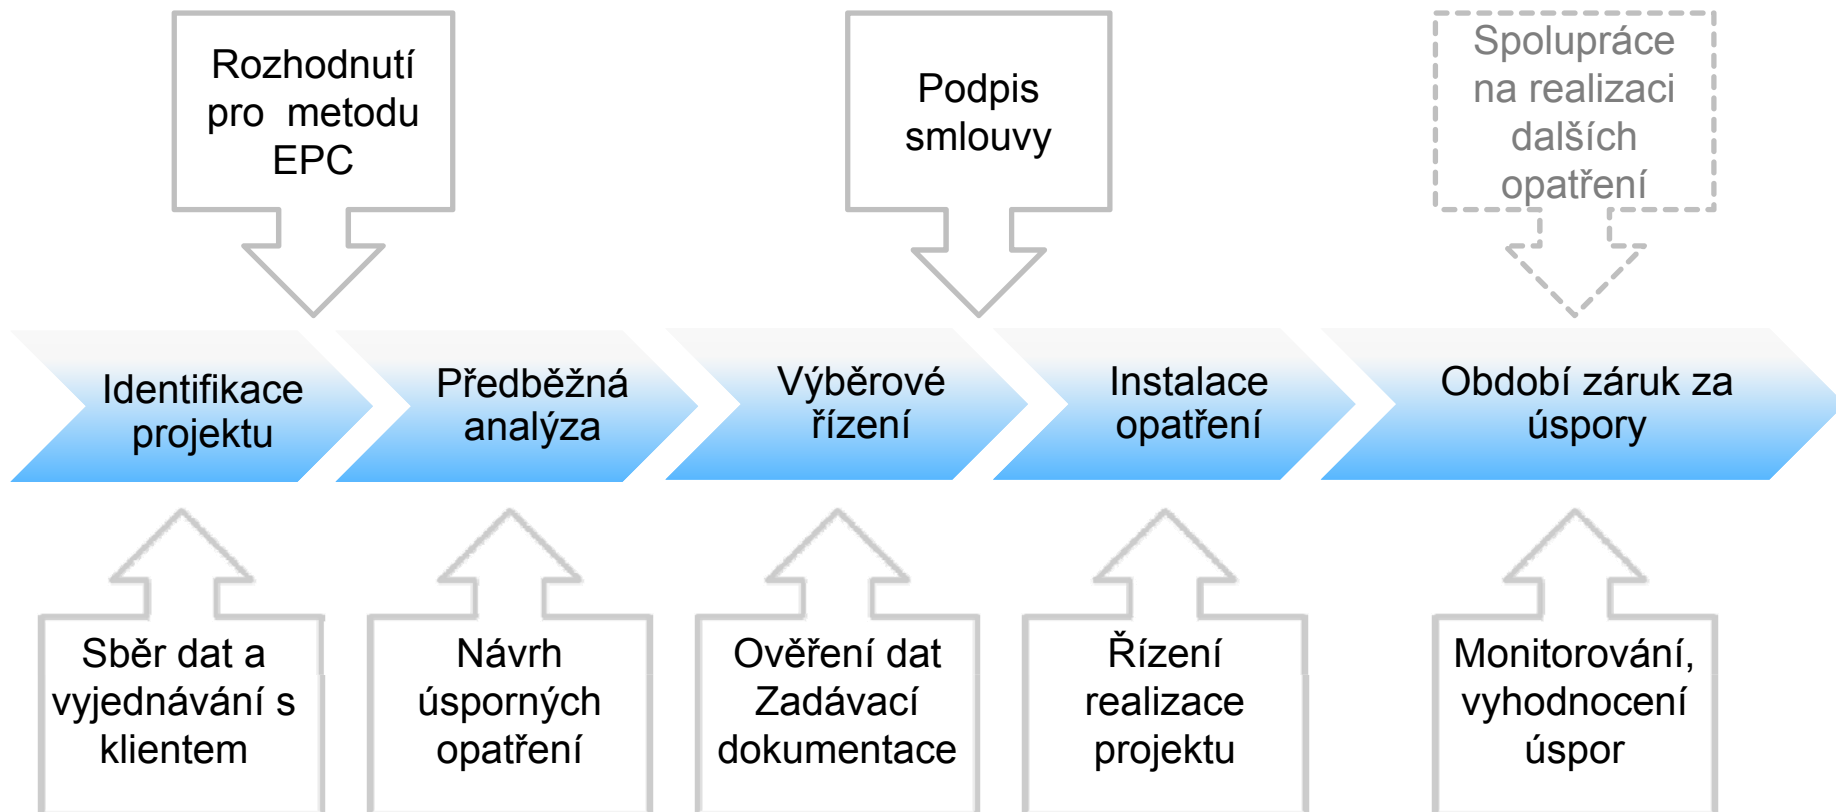 Rozhodnutí
pro metodu
EPC
Podpis
smlouvy
Spolupráce
na realizaci
dalších
opatření
Identifikace
projektu
Předběžná
analýza
Výběrové
řízení
Instalace
opatření
Období záruk za
úspory
Sběr dat a
vyjednávání s
klientem
Návrh
úsporných
opatření
Ověření dat
Zadávací
dokumentace
Řízení
realizace
projektu
Monitorování,
vyhodnocení
úspor